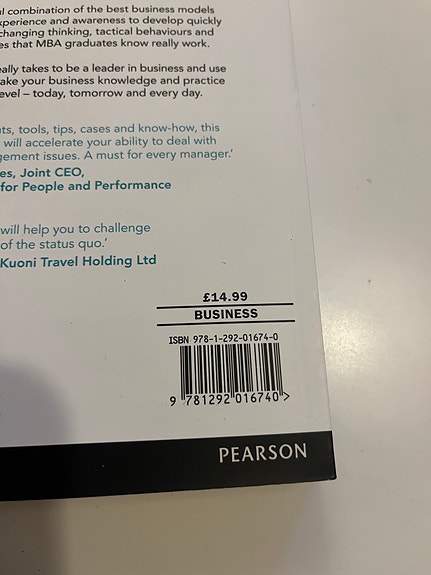 combination of the best business models
xperience and awareness to develop quickly
changing thinking, tactical behaviours and
es that MBA graduates know really work.
eally takes to be a leader in business and use
ake your business knowledge and practice
evel – today, tomorrow and every day.
ts, tools, tips, cases and know-how, this
will accelerate your ability to deal with
gement issues. A must for every manager.’
es, Joint CEO,
for People and Performance
will help you to challenge
of the status quo.’
Kuoni Travel Holding Ltd
£14.99
BUSINESS
ISBN 978-1-292-01674-0
9 781292 016740 >
PEARSON